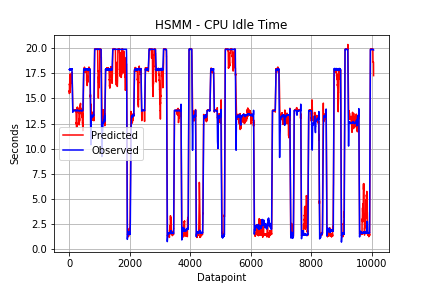 HSMM - CPU Idle Time
20.0
17.5
15.0
12.5
10.0
7.5
5.0
2.5
0.0
Seconds
Predicted
Observed
0 2000 4000 6000 8000 10000
Datapoint